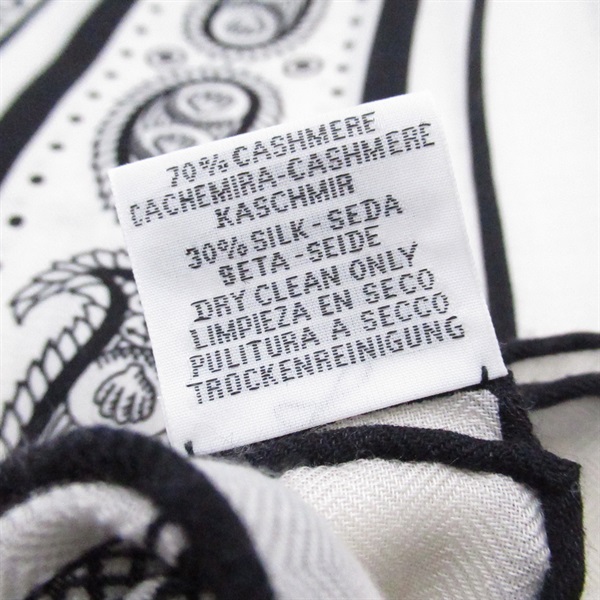 70% CASHMERE
CACHEMIRA-CASHMERE
KASCHMIR
30% SILK-SEDA
SETA-SEIDE
DRY CLEAN ONLY
LIMPIEZA EN SECO
PULITURA A SECCO
TROCKENREINIGUNG